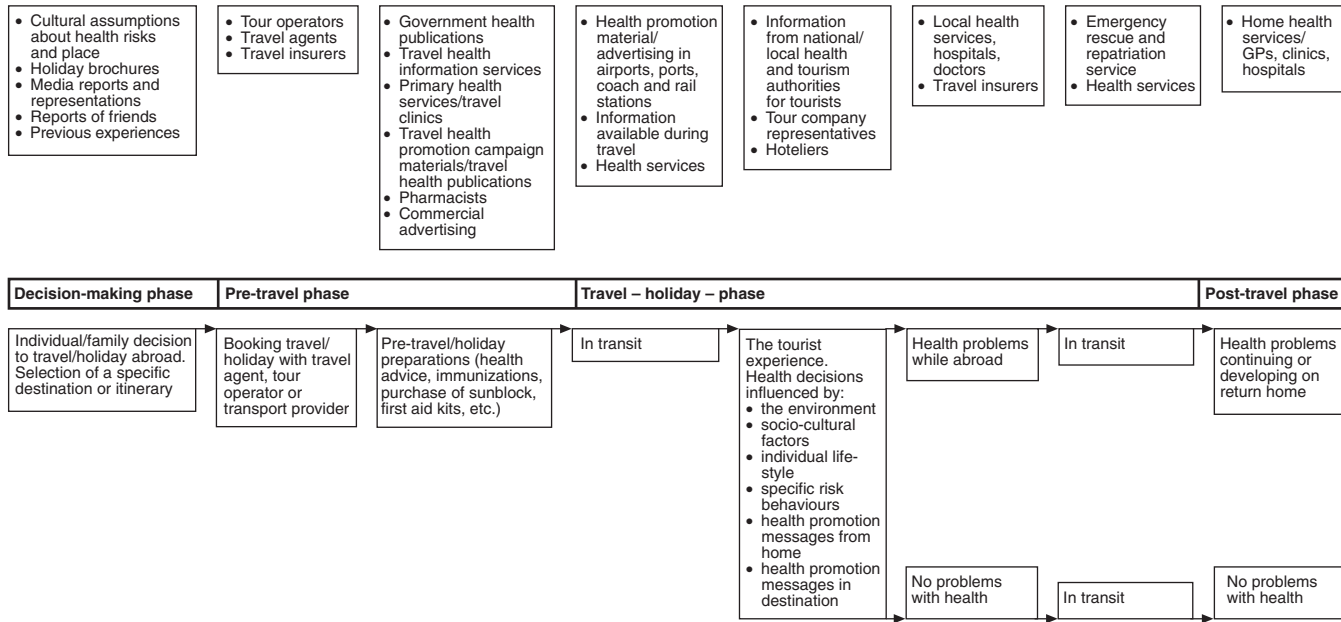 • Cultural assumptions
about health risks
and place
• Holiday brochures
• Media reports and
representations
• Reports of friends
• Previous experiences
• Tour operators
• Travel agents
• Travel insurers
• Government health
publications
• Travel health
information services
• Primary health
services/travel
clinics
• Travel health
promotion campaign
materials/travel
health publications
• Pharmacists
• Commercial
advertising
• Health promotion
material/
advertising in
airports, ports,
coach and rail
stations
• Information
available during
travel
• Health services
• Information
from national/
local health
and tourism
authorities
for tourists
• Tour company
representatives
• Hoteliers
• Local health
services,
hospitals,
doctors
• Travel insurers
• Emergency
rescue and
repatriation
service
• Health services
• Home health
services/
GPs, clinics,
hospitals
Decision-making phase
Pre-travel phase
Travel – holiday – phase
Post-travel phase
Individual/family decision
to travel/holiday abroad.
Selection of a specific
destination or itinerary
Booking travel/
holiday with travel
agent, tour
operator or
transport provider
Pre-travel/holiday
preparations (health
advice, immunizations,
purchase of sunblock,
first aid kits, etc.)
In transit
The tourist
experience.
Health decisions
influenced by:
• the environment
• socio-cultural
factors
• individual life-
style
• specific risk
behaviours
• health promotion
messages from
home
• health promotion
messages in
destination
Health problems
while abroad
In transit
Health problems
continuing or
developing on
return home
No problems
with health
In transit
No problems
with health